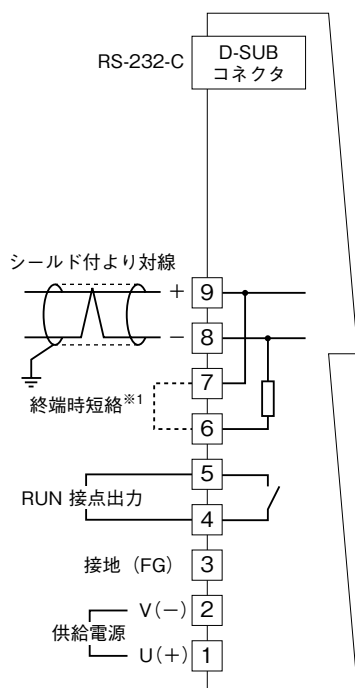 RS-232-C
D-SUB
コネクタ
シールド付より対線
+ 9
− 8
7
終端時短絡※1
6
5
RUN 接点出力
4
接地（FG） 3
V(−) 2
供給電源
U(+) 1